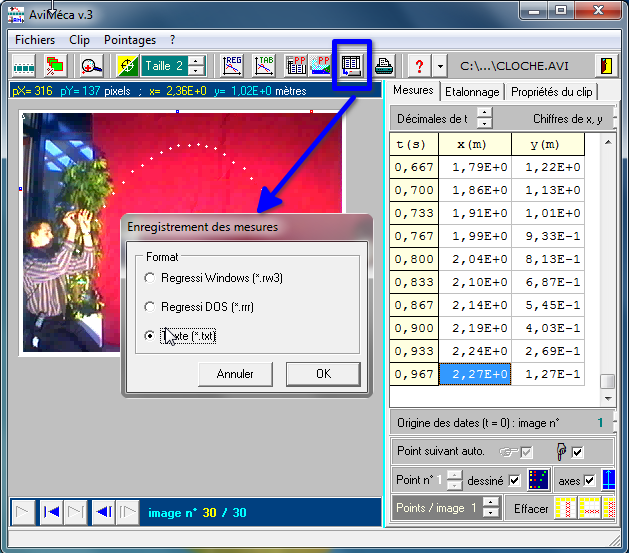 AviMéca v.3
Fichiers Clip Pointages ?
Taille 2 REG TAB PP PP ? C:\...\CLOCHE.AVI
pX= 316 pY= 137 pixels ; x= 2,36E+0 y= 1,02E+0 mètres
Mesures Etalonnage Propriétés du clip
Décimales de t Chiffres de x, y
t(s) x(m) y(m)
0,667 1,79E+0 1,22E+0
0,700 1,86E+0 1,13E+0
0,733 1,91E+0 1,01E+0
0,767 1,99E+0 9,33E-1
0,800 2,04E+0 8,13E-1
0,833 2,10E+0 6,87E-1
0,867 2,14E+0 5,45E-1
0,900 2,19E+0 4,03E-1
0,933 2,24E+0 2,69E-1
0,967 2,27E+0 1,27E-1
Enregistrement des mesures
Format
Regressi Windows (*.rw3)
Regressi DOS (*.rrr)
Texte (*.txt)
Annuler OK
Origine des dates (t = 0) : image n° 1
Point suivant auto.
Point n° 1 dessiné axes
Points / image 1 Effacer
image n° 30 / 30